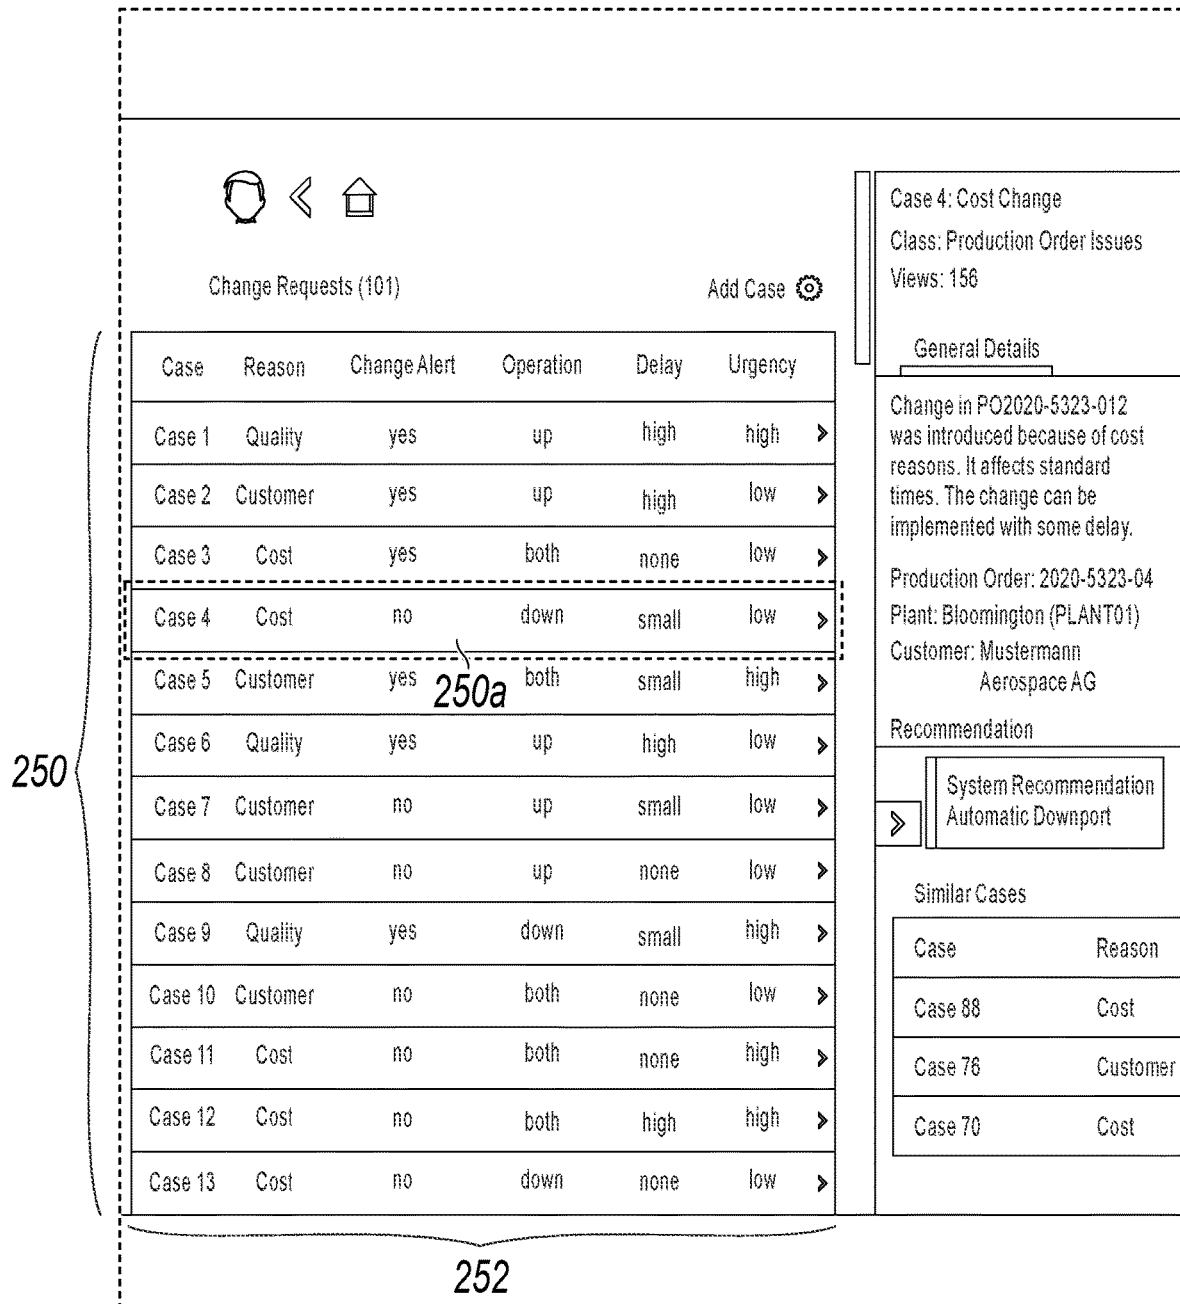 Change Requests (101)
Add Case
250
Case Reason Change Alert Operation Delay Urgency
Case 1 Quality yes up high high
Case 2 Customer yes up high low
Case 3 Cost yes both none low
Case 4 Cost no down small low
250a
Case 5 Customer yes both small high
Case 6 Quality yes up high low
Case 7 Customer no up small low
Case 8 Customer no up none low
Case 9 Quality yes down small high
Case 10 Customer no both none low
Case 11 Cost no both none high
Case 12 Cost no both high high
Case 13 Cost no down none low
252
Case 4: Cost Change
Class: Production Order Issues
Views: 156
General Details
Change in PO2020-5323-012
was introduced because of cost
reasons. It affects standard
times. The change can be
implemented with some delay.
Production Order: 2020-5323-04
Plant: Bloomington (PLANT01)
Customer: Mustermann
Aerospace AG
Recommendation
System Recommendation
Automatic Downport
Similar Cases
Case Reason
Case 88 Cost
Case 76 Customer
Case 70 Cost